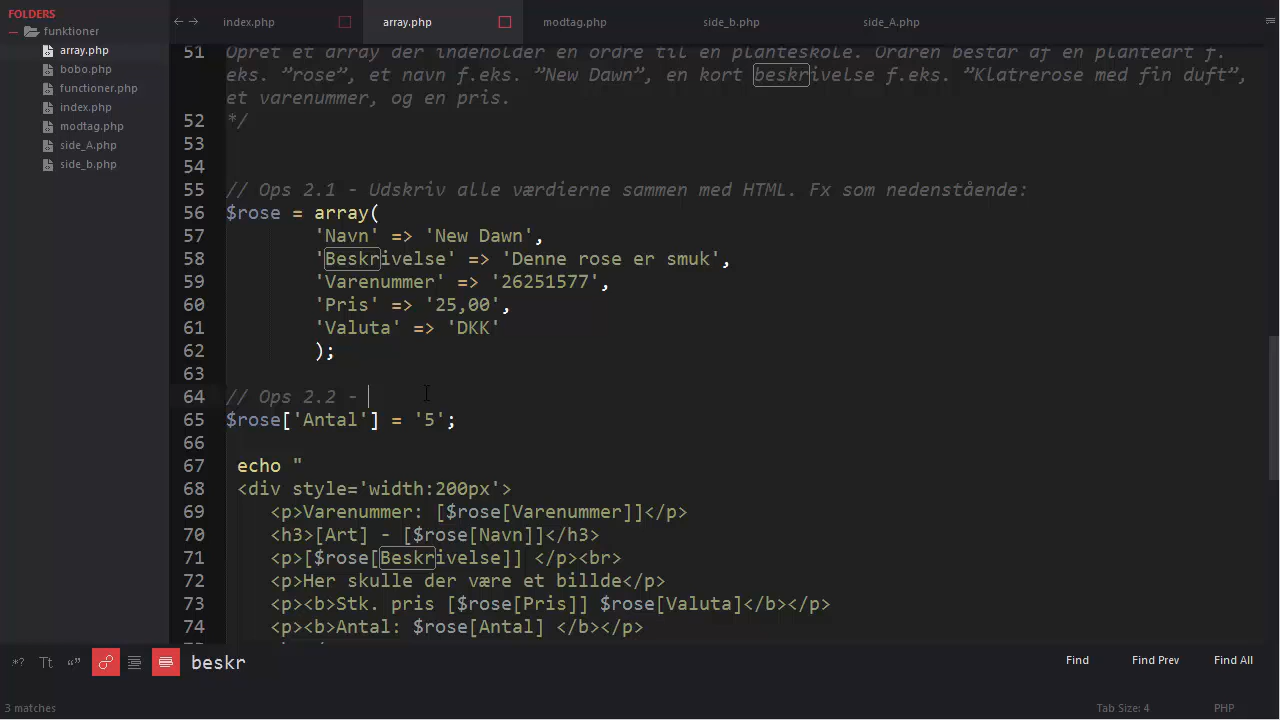 FOLDERS
funktioner
array.php
bobo.php
functioner.php
index.php
modtag.php
side_A.php
side_b.php
index.php
array.php
modtag.php
side_b.php
side_A.php
51 Opret et array der indeholder en ordre til en planteskole. Ordren består af en planteart f.
eks. ”rose”, et navn f.eks. ”New Dawn”, en kort beskrivelse f.eks. ”Klatrerose med fin duft”,
et varenummer, og en pris.
52 */
53
54
55 // Ops 2.1 - Udskriv alle værdierne sammen med HTML. Fx som nedenstående:
56 $rose = array(
57 'Navn' => 'New Dawn',
58 'Beskrivelse' => 'Denne rose er smuk',
59 'Varenummer' => '26251577',
60 'Pris' => '25,00',
61 'Valuta' => 'DKK'
62 );
63
64 // Ops 2.2 -
65 $rose['Antal'] = '5';
66
67 echo "
68 <div style='width:200px'>
69 <p>Varenummer: [$rose[Varenummer]]</p>
70 <h3>[Art] - [$rose[Navn]]</h3>
71 <p>[$rose[Beskrivelse]] </p><br>
72 <p>Her skulle der være et billde</p>
73 <p><b>Stk. pris [$rose[Pris]] $rose[Valuta]</b></p>
74 <p><b>Antal: $rose[Antal] </b></p>
.* Tt “” beskr
Find Find Prev Find All
3 matches
Tab Size: 4 PHP